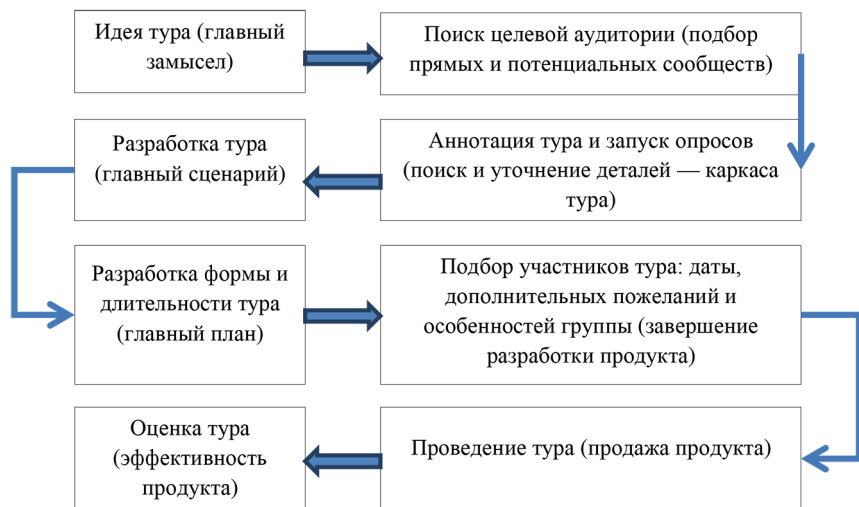 Идея тура (главный
замысел)
Поиск целевой аудитории (подбор
прямых и потенциальных сообществ)
Разработка тура
(главный сценарий)
Аннотация тура и запуск опросов
(поиск и уточнение деталей — каркаса
тура)
Разработка формы и
длительности тура
(главный план)
Подбор участников тура: даты,
дополнительных пожеланий и
особенностей группы (завершение
разработки продукта)
Оценка тура
(эффективность
продукта)
Проведение тура (продажа продукта)